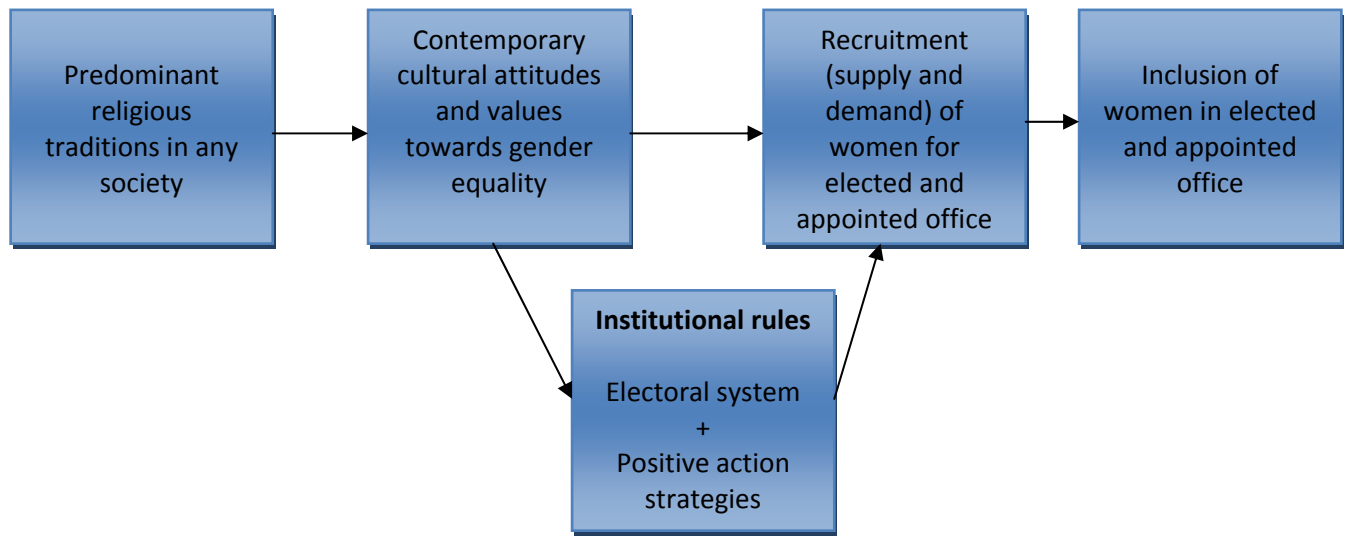 Predominant
religious
traditions in any
society
Contemporary
cultural attitudes
and values
towards gender
equality
Recruitment
(supply and
demand) of
women for
elected and
appointed office
Inclusion of
women in elected
and appointed
office
Institutional rules
Electoral system
+
Positive action
strategies